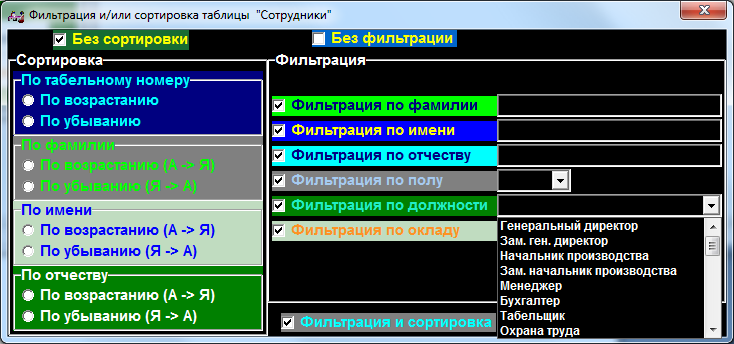 Фильтрация и/или сортировка таблицы "Сотрудники"
Без сортировки
Без фильтрации
Сортировка
По табельному номеру
По возрастанию
По убыванию
По фамилии
По возрастанию (А -> Я)
По убыванию (Я -> А)
По имени
По возрастанию (А -> Я)
По убыванию (Я -> А)
По отчеству
По возрастанию (А -> Я)
По убыванию (Я -> А)
Фильтрация
Фильтрация по фамилии
Фильтрация по имени
Фильтрация по отчеству
Фильтрация по полу
Фильтрация по должности
Фильтрация по окладу
Генеральный директор
Зам. ген. директор
Начальник производства
Зам. начальник производства
Менеджер
Бухгалтер
Табельщик
Охрана труда
Фильтрация и сортировка